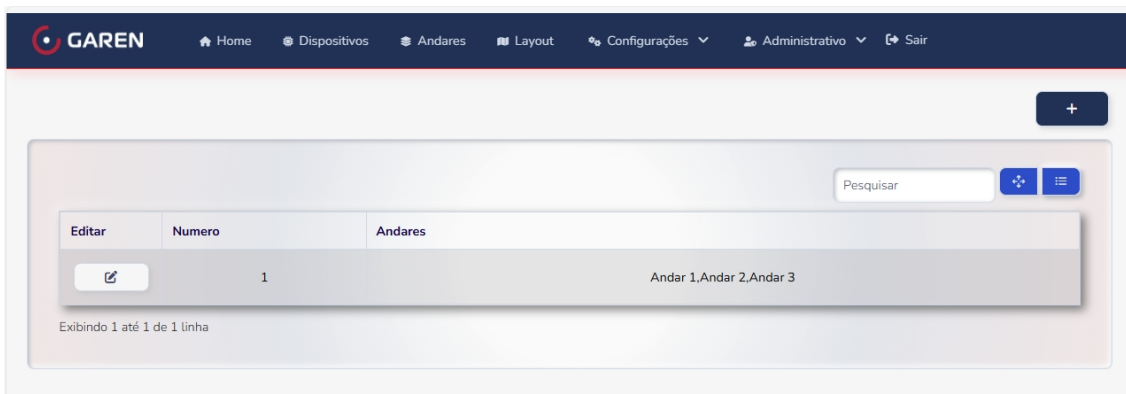 GAREN Home Dispositivos Andares Layout Configurações Administrativo Sair
+
Pesquisar
Editar Numero Andares
1 Andar 1,Andar 2,Andar 3
Exibindo 1 até 1 de 1 linha